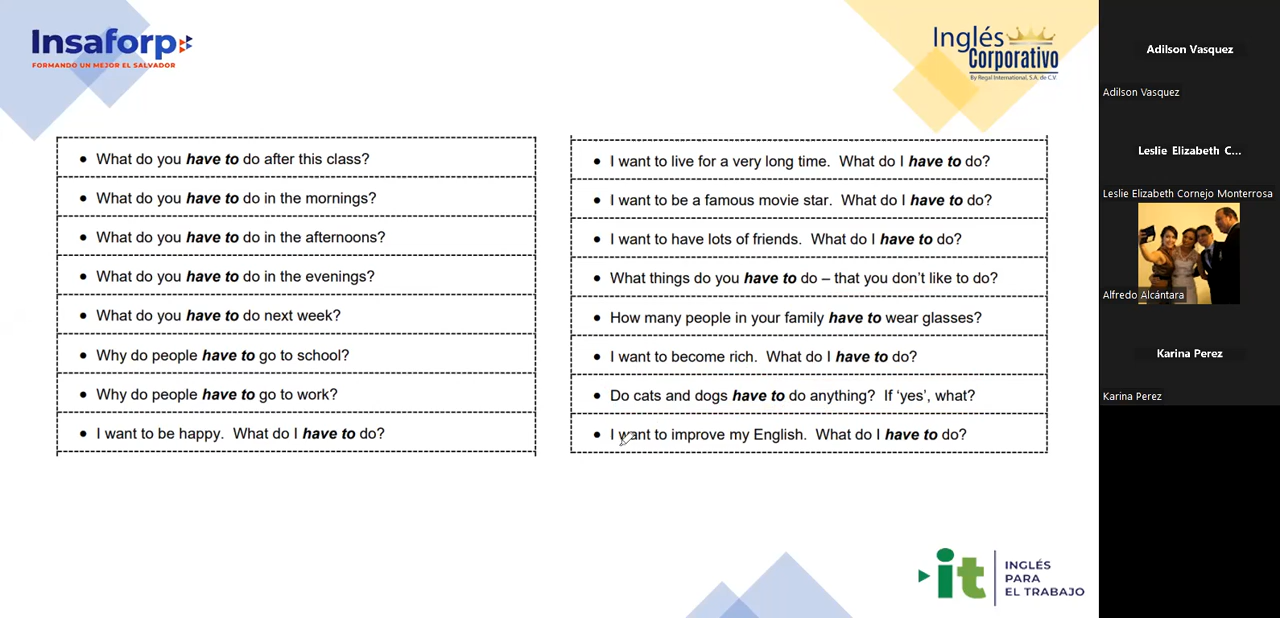 Insaforp
FORMANDO UN MEJOR EL SALVADOR
Inglés
Corporativo
By Regal International, S.A. de C.V.
• What do you have to do after this class?
• What do you have to do in the mornings?
• What do you have to do in the afternoons?
• What do you have to do in the evenings?
• What do you have to do next week?
• Why do people have to go to school?
• Why do people have to go to work?
• I want to be happy. What do I have to do?
• I want to live for a very long time. What do I have to do?
• I want to be a famous movie star. What do I have to do?
• I want to have lots of friends. What do I have to do?
• What things do you have to do – that you don’t like to do?
• How many people in your family have to wear glasses?
• I want to become rich. What do I have to do?
• Do cats and dogs have to do anything? If ‘yes’, what?
• I want to improve my English. What do I have to do?
it
INGLÉS
PARA
EL TRABAJO
Adilson Vasquez
Adilson Vasquez
Leslie Elizabeth C...
Leslie Elizabeth Cornejo Monterrosa
Alfredo Alcántara
Karina Perez
Karina Perez